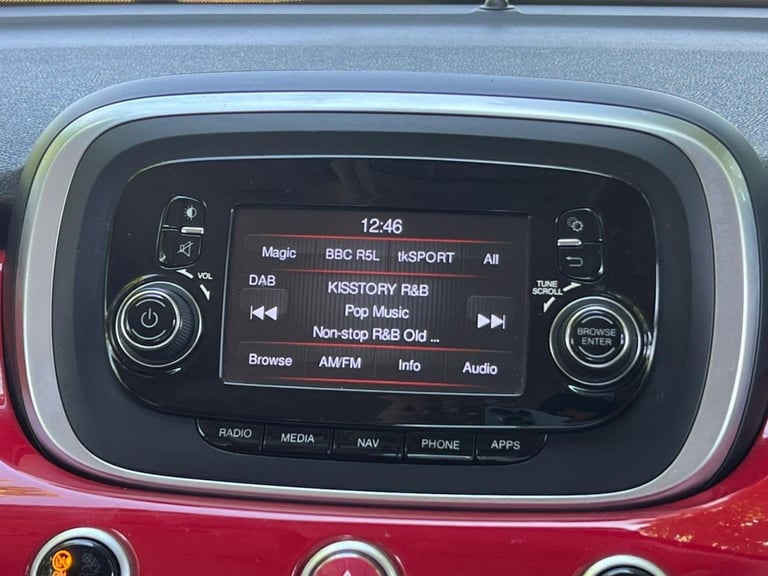 12:46
Magic BBC R5L tkSPORT All
DAB
KISSTORY R&B
Pop Music
Non-stop R&B Old ...
Browse AM/FM Info Audio
VOL
TUNE
SCROLL
BROWSE
ENTER
RADIO MEDIA NAV PHONE APPS